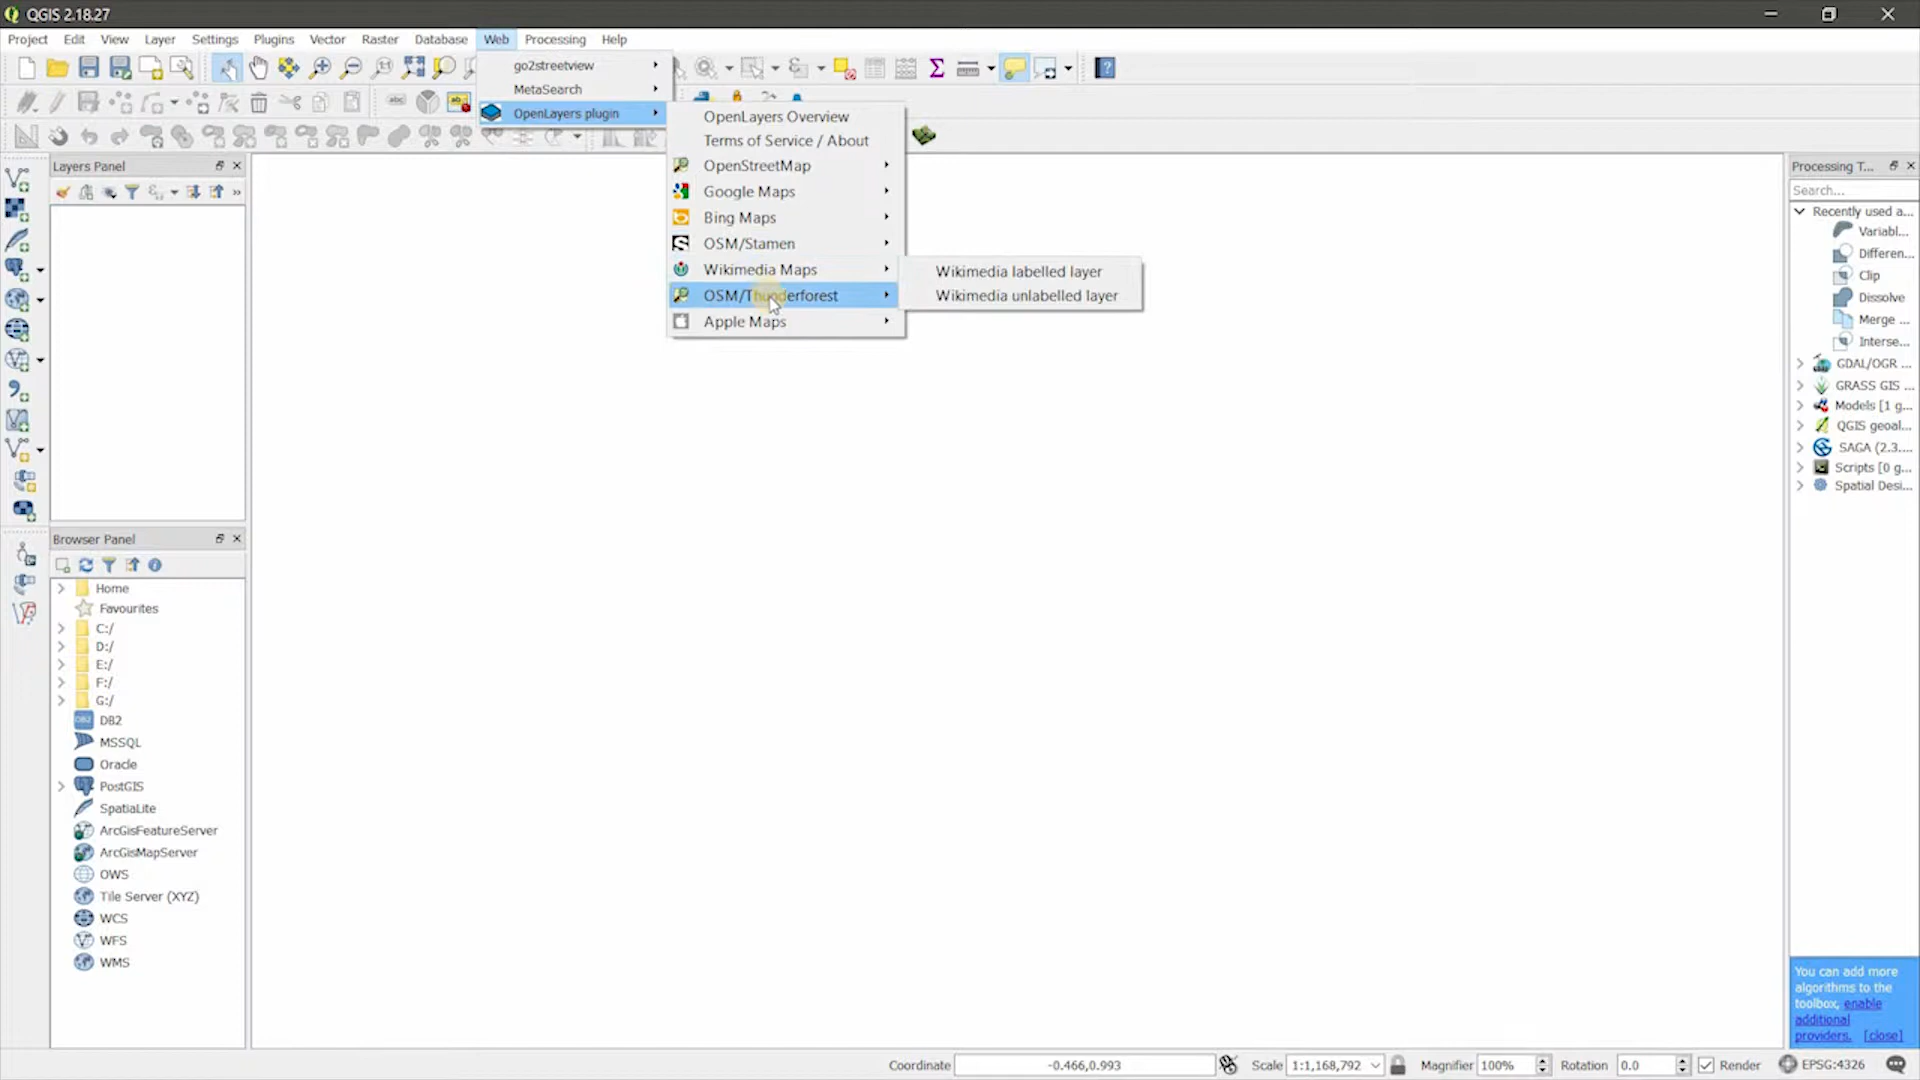 QGIS 2.18.27
Project Edit View Layer Settings Plugins Vector Raster Database Web Processing Help
go2streetview
MetaSearch
OpenLayers plugin
OpenLayers Overview
Terms of Service / About
OpenStreetMap
Google Maps
Bing Maps
OSM/Stamen
Wikimedia Maps
OSM/Thunderforest
Apple Maps
Wikimedia labelled layer
Wikimedia unlabelled layer
Layers Panel
Browser Panel
Home
Favourites
C:/
D:/
E:/
F:/
G:/
DB2
MSSQL
Oracle
PostGIS
SpatiaLite
ArcGisFeatureServer
ArcGisMapServer
OWS
Tile Server (XYZ)
WCS
WFS
WMS
Processing T...
Search...
Recently used a...
Variabl...
Differen...
Clip
Dissolve
Merge ...
Interse...
GDAL/OGR ...
GRASS GIS ...
Models [1 g...
QGIS geoal...
SAGA (2.3....
Scripts [0 g...
Spatial Desi...
You can add more
algorithms to the
toolbox, enable
additional
providers. [close]
Coordinate -0.466,0.993 Scale 1:1,168,792 Magnifier 100% Rotation 0.0 Render EPSG:4326